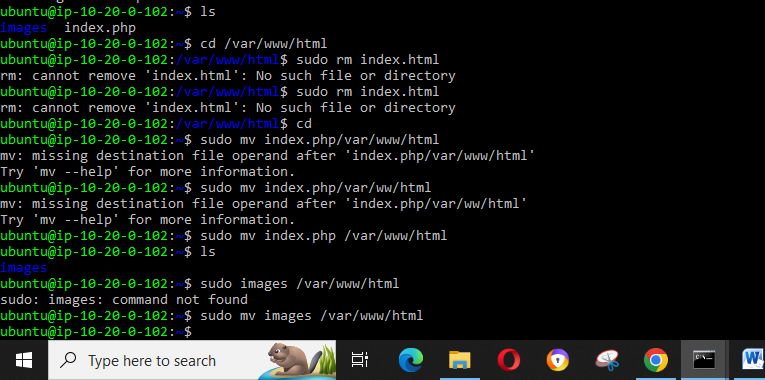 ubuntu@ip-10-20-0-102:~$ ls
images  index.php
ubuntu@ip-10-20-0-102:~$ cd /var/www/html
ubuntu@ip-10-20-0-102:/var/www/html$ sudo rm index.html
rm: cannot remove 'index.html': No such file or directory
ubuntu@ip-10-20-0-102:/var/www/html$ sudo rm index.html
rm: cannot remove 'index.html': No such file or directory
ubuntu@ip-10-20-0-102:/var/www/html$ cd
ubuntu@ip-10-20-0-102:~$ sudo mv index.php/var/www/html
mv: missing destination file operand after 'index.php/var/www/html'
Try 'mv --help' for more information.
ubuntu@ip-10-20-0-102:~$ sudo mv index.php/var/ww/html
mv: missing destination file operand after 'index.php/var/ww/html'
Try 'mv --help' for more information.
ubuntu@ip-10-20-0-102:~$ sudo mv index.php /var/www/html
ubuntu@ip-10-20-0-102:~$ ls
images
ubuntu@ip-10-20-0-102:~$ sudo images /var/www/html
sudo: images: command not found
ubuntu@ip-10-20-0-102:~$ sudo mv images /var/www/html
ubuntu@ip-10-20-0-102:~$
Type here to search